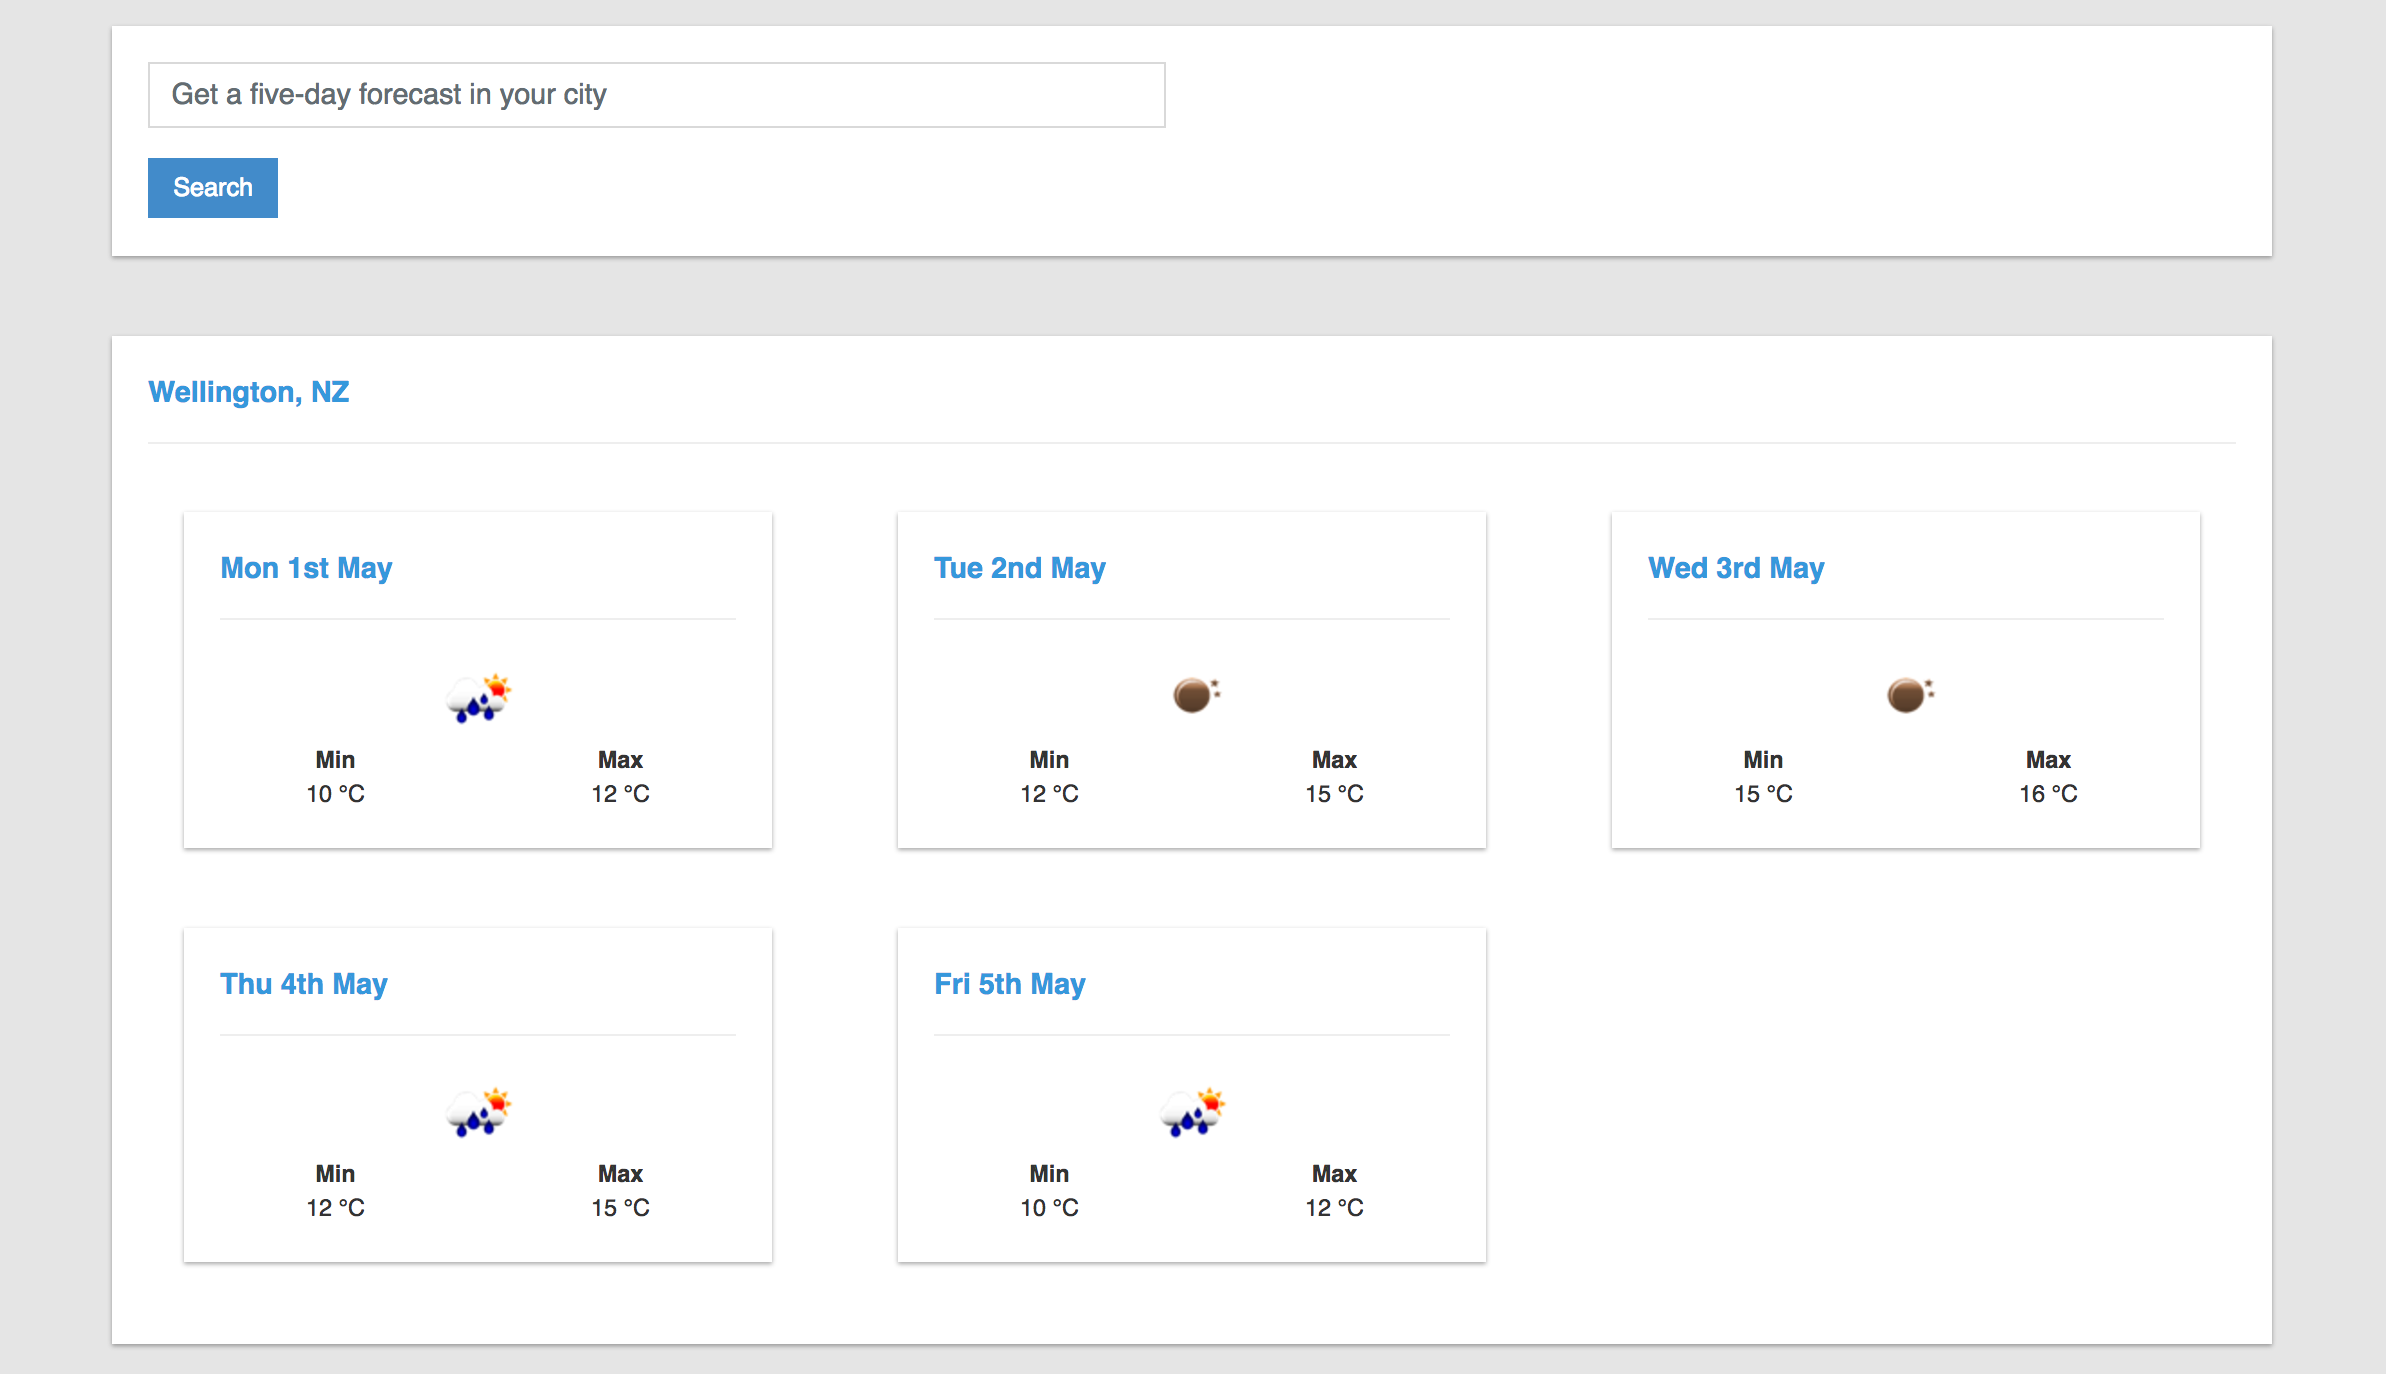 Get a five-day forecast in your city
Search
Wellington, NZ
Mon 1st May
Min Max
10 °C 12 °C
Tue 2nd May
Min Max
12 °C 15 °C
Wed 3rd May
Min Max
15 °C 16 °C
Thu 4th May
Min Max
12 °C 15 °C
Fri 5th May
Min Max
10 °C 12 °C